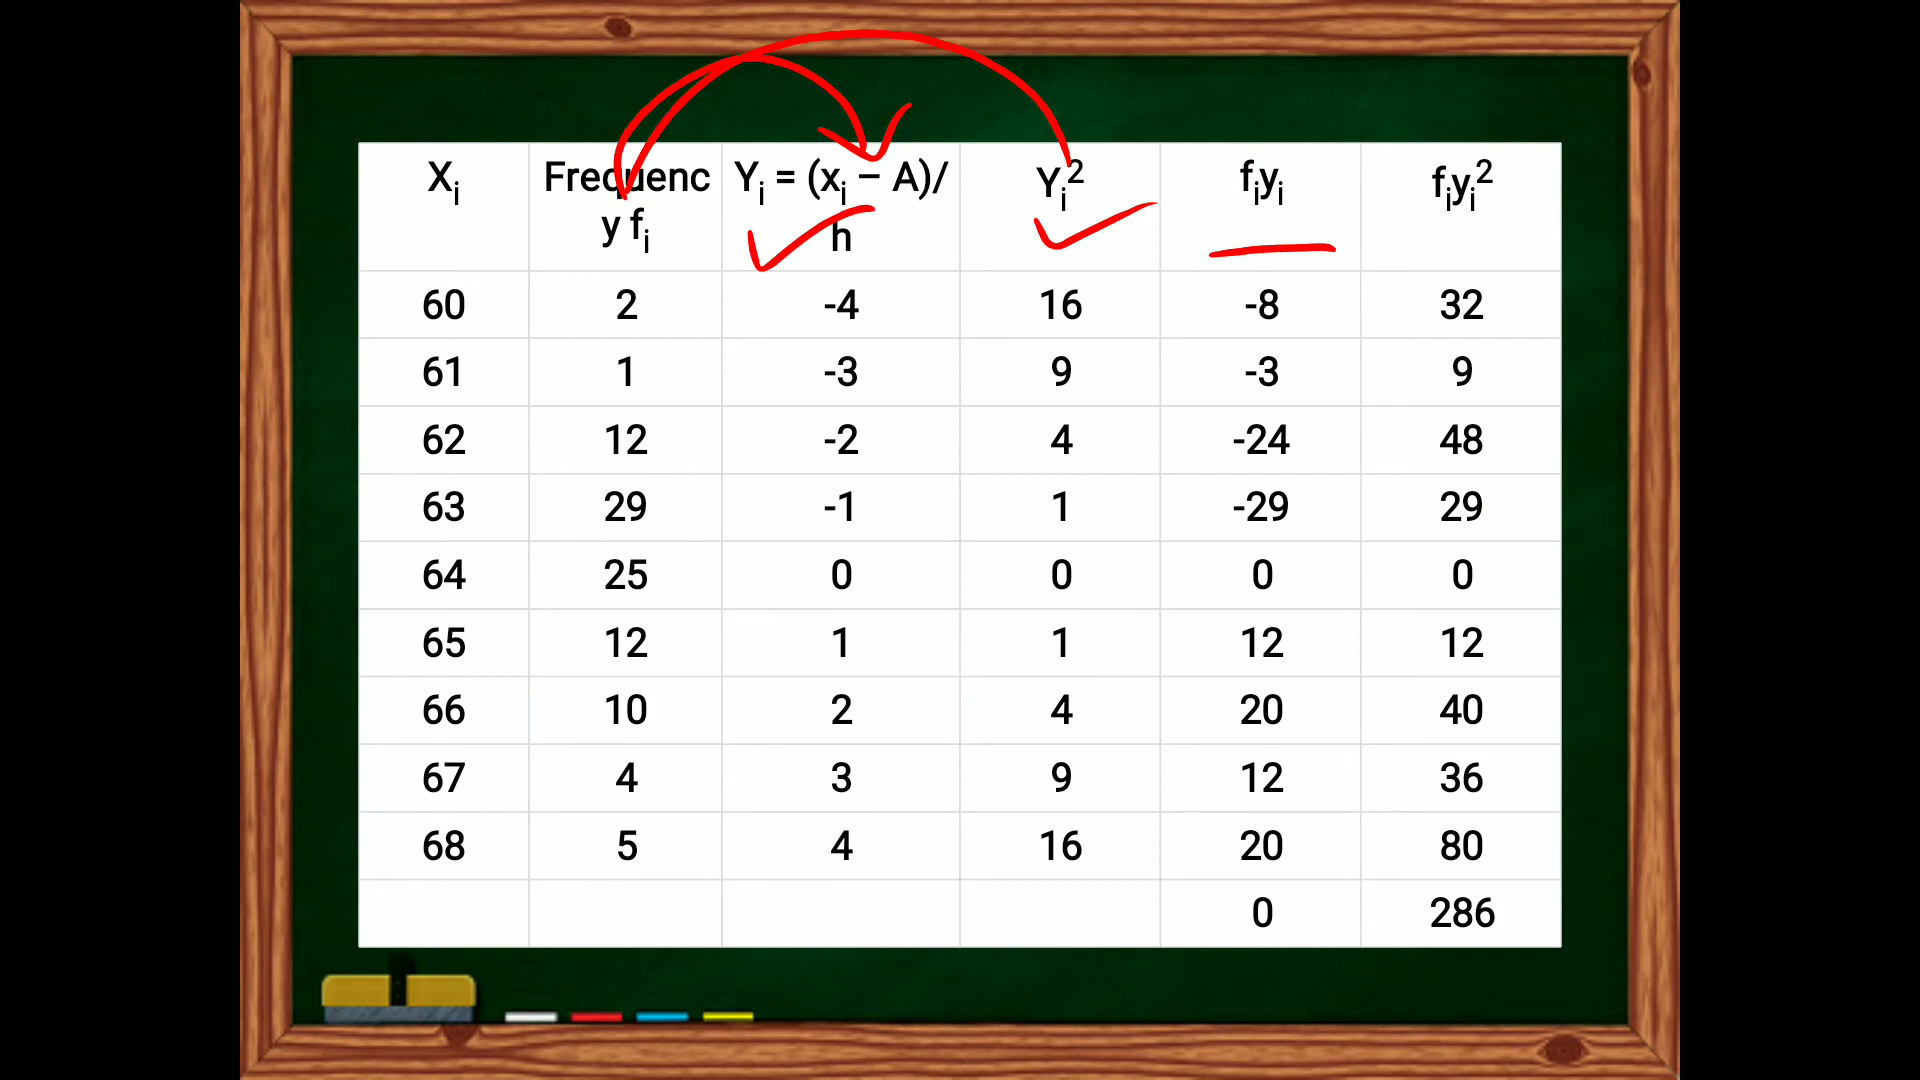 Xi Frequenc Yi = (xi – A)/ Yi² fiyi fiyi²
y fi h
60 2 -4 16 -8 32
61 1 -3 9 -3 9
62 12 -2 4 -24 48
63 29 -1 1 -29 29
64 25 0 0 0 0
65 12 1 1 12 12
66 10 2 4 20 40
67 4 3 9 12 36
68 5 4 16 20 80
0 286